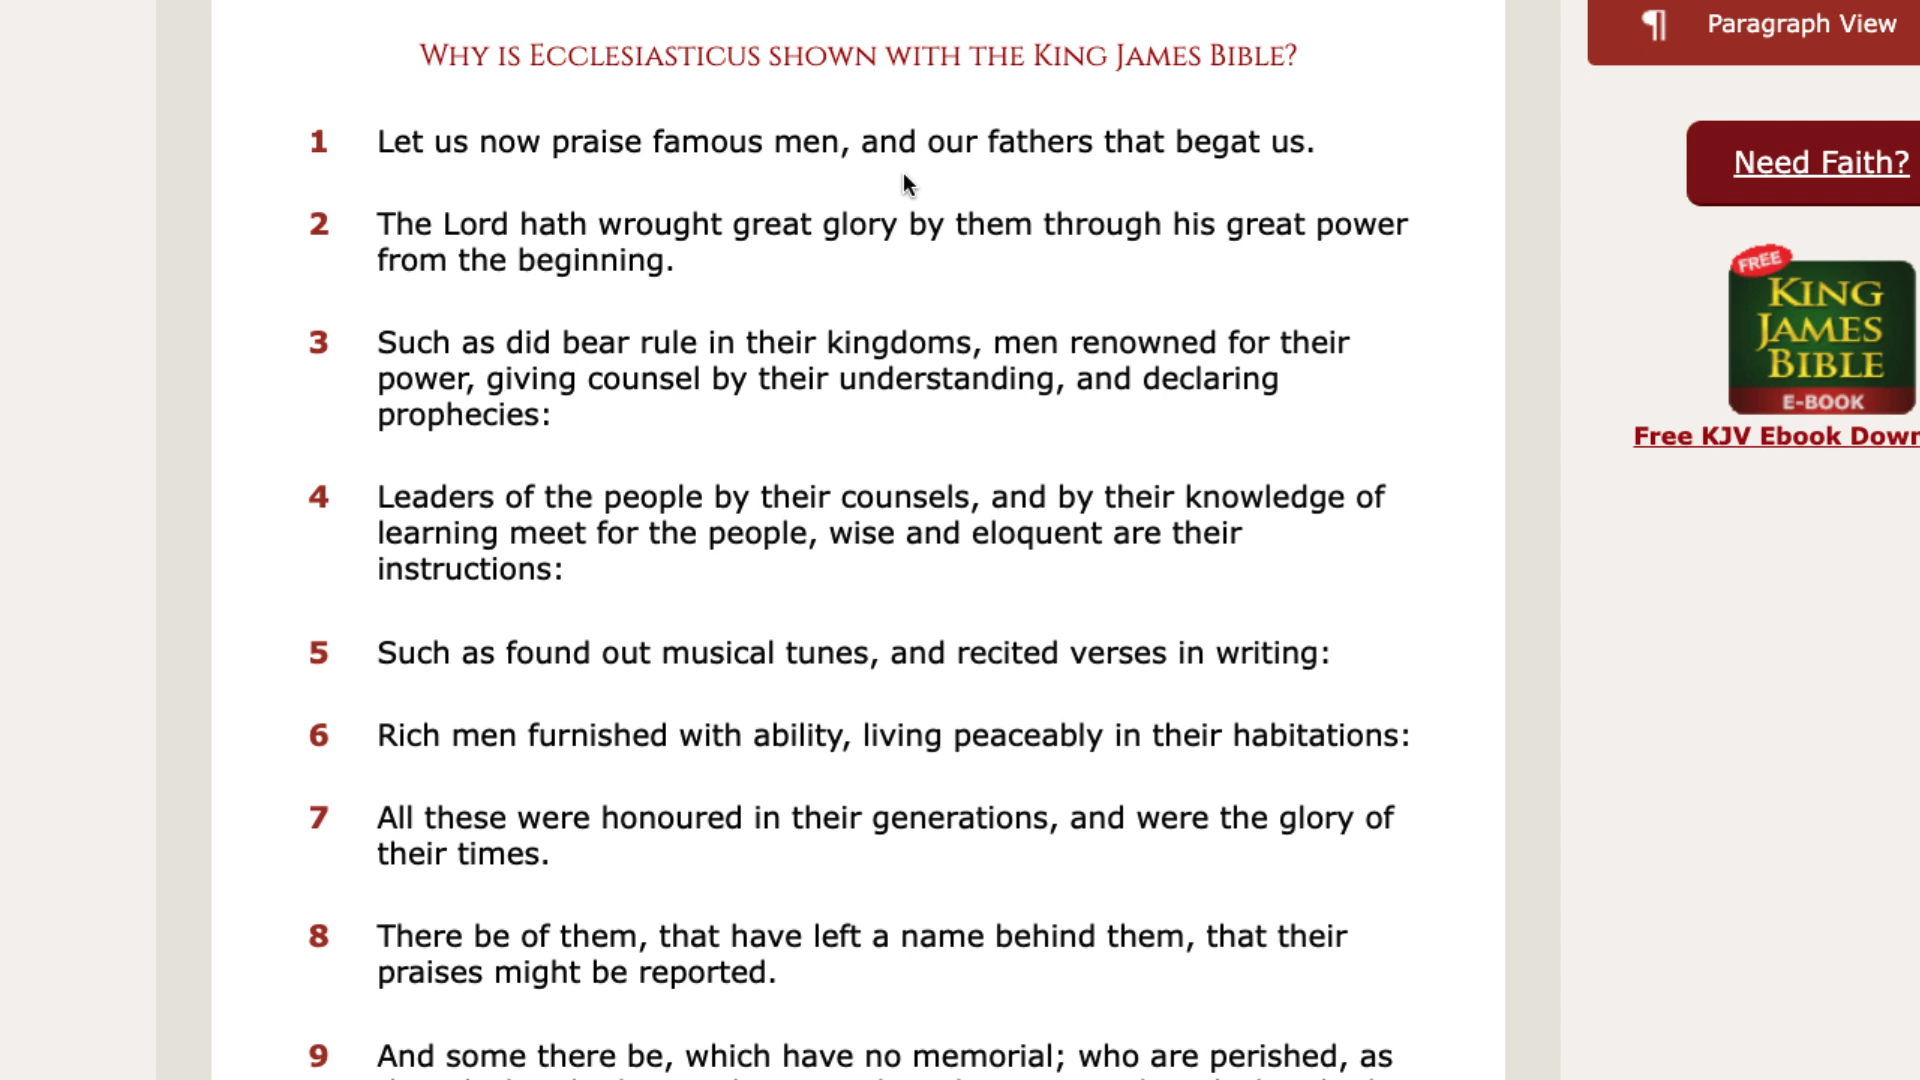 ¶ Paragraph View
WHY IS ECCLESIASTICUS SHOWN WITH THE KING JAMES BIBLE?
1 Let us now praise famous men, and our fathers that begat us.
Need Faith?
2 The Lord hath wrought great glory by them through his great power
from the beginning.
FREE
KING
JAMES
BIBLE
E-BOOK
Free KJV Ebook Down
3 Such as did bear rule in their kingdoms, men renowned for their
power, giving counsel by their understanding, and declaring
prophecies:
4 Leaders of the people by their counsels, and by their knowledge of
learning meet for the people, wise and eloquent are their
instructions:
5 Such as found out musical tunes, and recited verses in writing:
6 Rich men furnished with ability, living peaceably in their habitations:
7 All these were honoured in their generations, and were the glory of
their times.
8 There be of them, that have left a name behind them, that their
praises might be reported.
9 And some there be, which have no memorial; who are perished, as